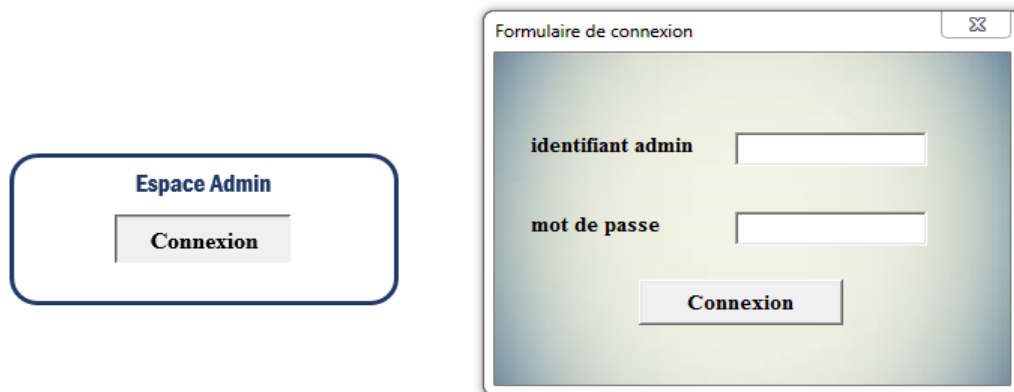 Espace Admin
Connexion
Formulaire de connexion
identifiant admin
mot de passe
Connexion